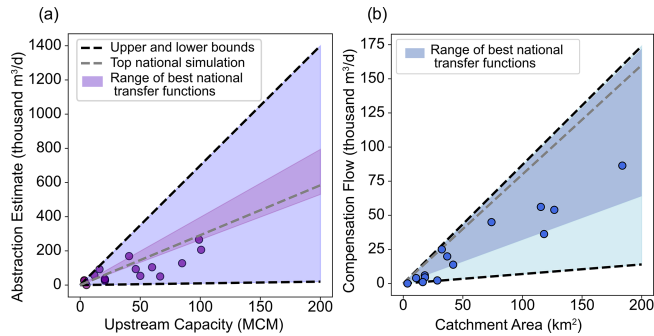 (a)
Upper and lower bounds
Top national simulation
Range of best national
transfer functions
1400
1200
1000
800
600
400
200
0
Abstraction Estimate (thousand m³/d)
0
50
100
150
200
Upstream Capacity (MCM)
(b)
Range of best national
transfer functions
175
150
125
100
75
50
25
0
Compensation Flow (thousand m³/d)
0
50
100
150
200
Catchment Area (km²)